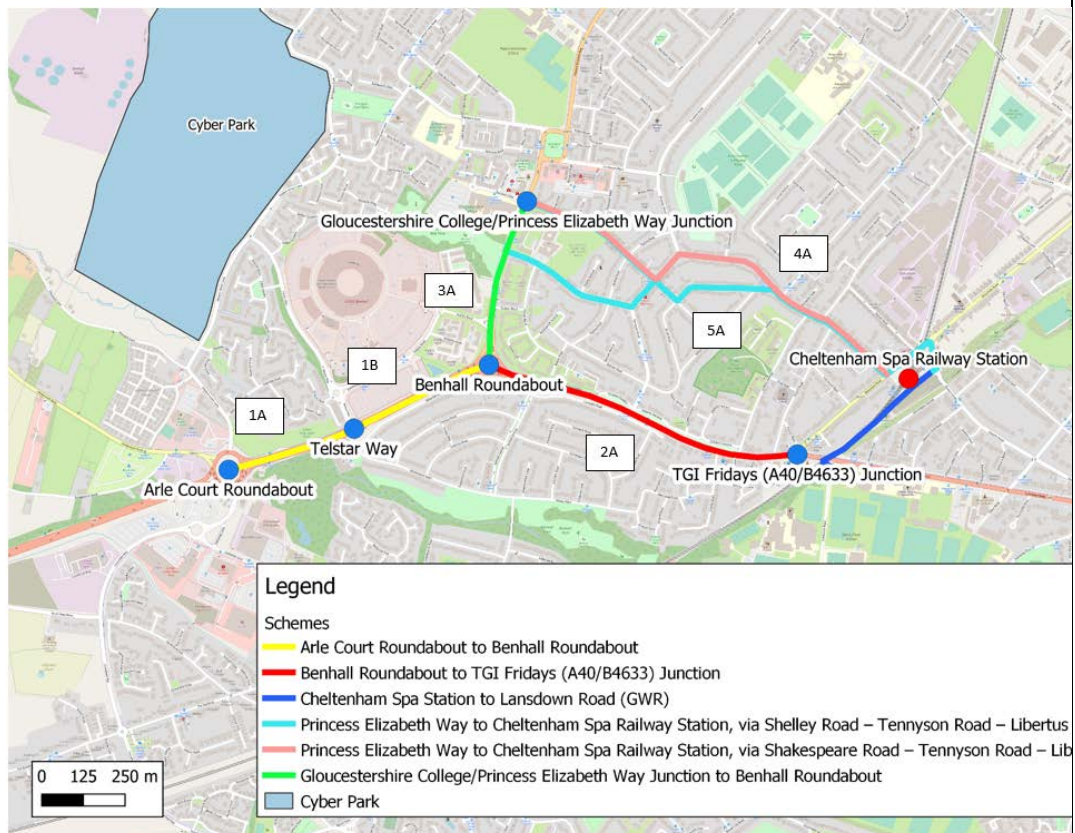 Cyber Park
Gloucestershire College/Princess Elizabeth Way Junction
4A
3A
5A
Cheltenham Spa Railway Station
1B
Benhall Roundabout
1A
Telstar Way
2A
TGI Fridays (A40/B4633) Junction
Arle Court Roundabout
Legend
Schemes
Arle Court Roundabout to Benhall Roundabout
Benhall Roundabout to TGI Fridays (A40/B4633) Junction
Cheltenham Spa Station to Lansdown Road (GWR)
Princess Elizabeth Way to Cheltenham Spa Railway Station, via Shelley Road – Tennyson Road – Libertus
Princess Elizabeth Way to Cheltenham Spa Railway Station, via Shakespeare Road – Tennyson Road – Lib
Gloucestershire College/Princess Elizabeth Way Junction to Benhall Roundabout
Cyber Park
0 125 250 m